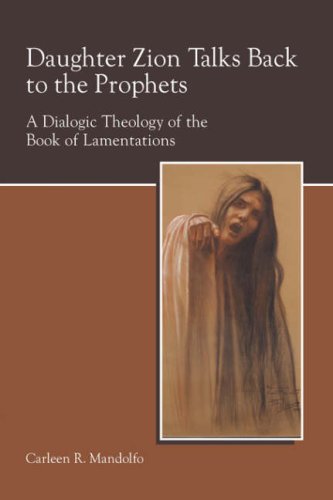 Daughter Zion Talks Back
to the Prophets
A Dialogic Theology of the
Book of Lamentations
Carleen R. Mandolfo